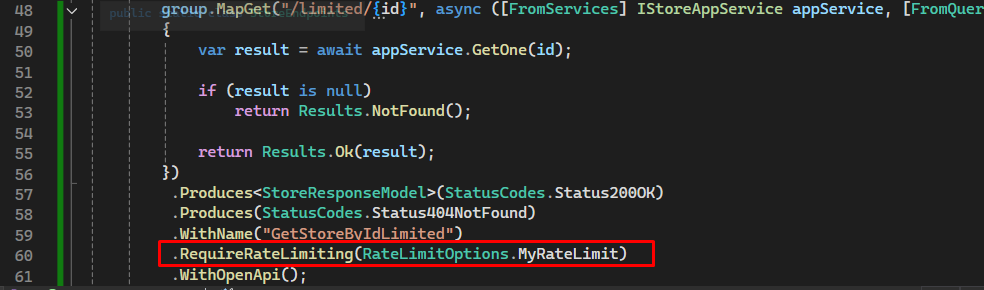 48 group.MapGet("/limited/{id}", async ([FromServices] IStoreAppService appService, [FromQuer
49 {
50 var result = await appService.GetOne(id);
51
52 if (result is null)
53 return Results.NotFound();
54
55 return Results.Ok(result);
56 })
57 .Produces<StoreResponseModel>(StatusCodes.Status200OK)
58 .Produces(StatusCodes.Status404NotFound)
59 .WithName("GetStoreByIdLimited")
60 .RequireRateLimiting(RateLimitOptions.MyRateLimit)
61 .WithOpenApi();